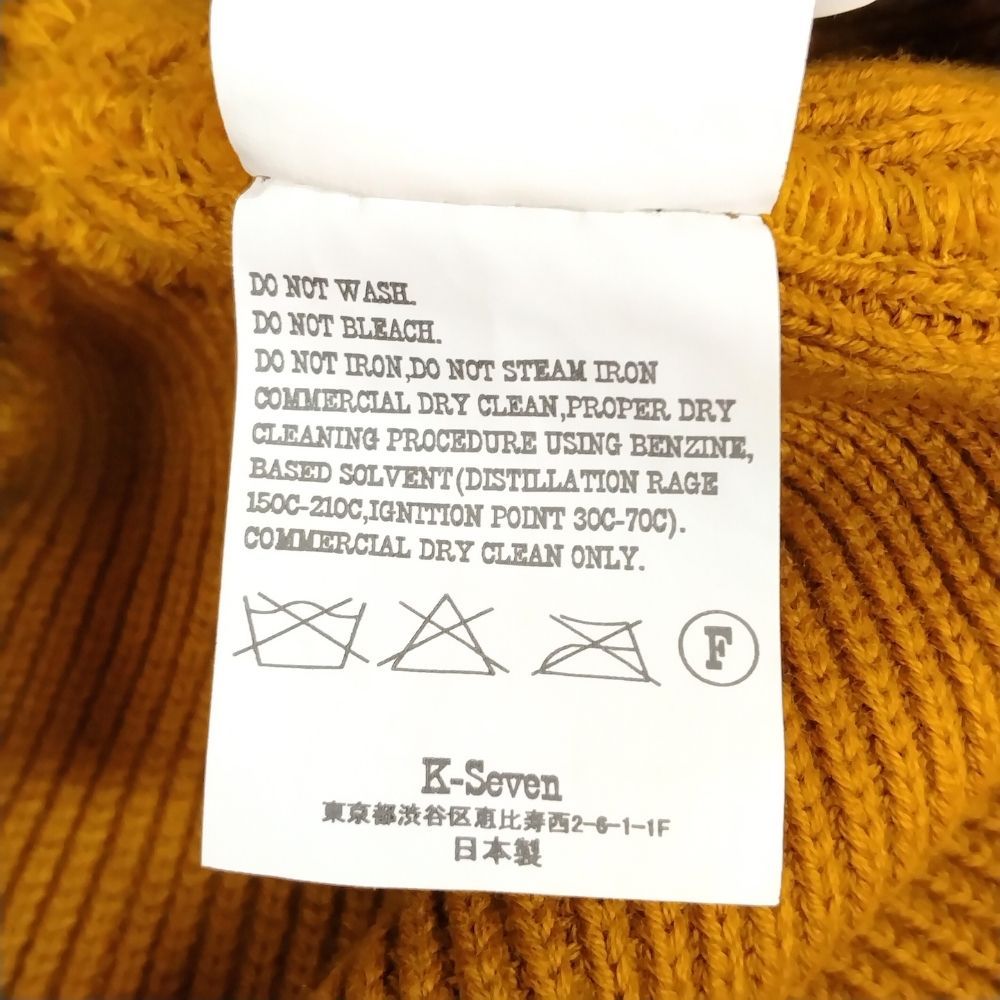 DO NOT WASH.
DO NOT BLEACH.
DO NOT IRON,DO NOT STEAM IRON
COMMERCIAL DRY CLEAN,PROPER DRY
CLEANING PROCEDURE USING BENZINE,
BASED SOLVENT(DISTILLATION RAGE
150C-210C,IGNITION POINT 30C-70C).
COMMERCIAL DRY CLEAN ONLY.
F
K-Seven
東京都渋谷区恵比寿西2-6-1-1F
日本製